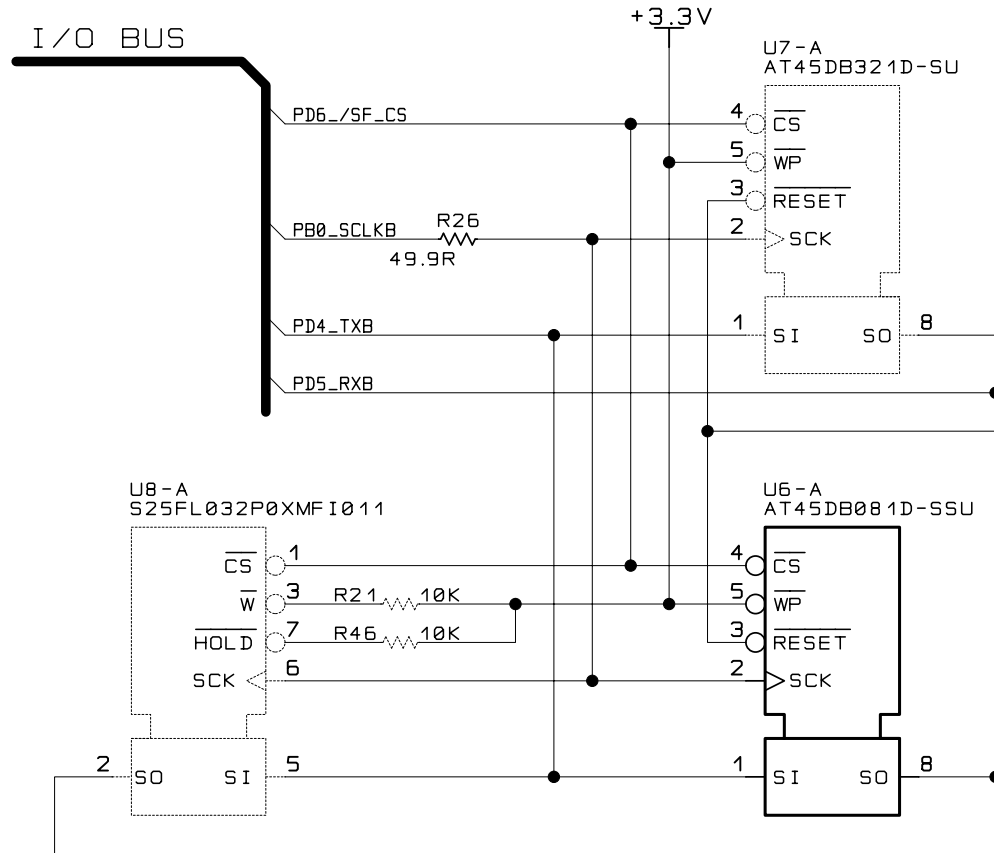 +3.3V
I/O BUS
U7-A
AT45DB321D-SU
PD6_/SF_CS
4
CS
5
WP
3
RESET
PB0_SCLKB
R26
49.9R
2
SCK
PD4_TXB
1
SI
SO
8
PD5_RXB
U8-A
S25FL032P0XMFI011
U6-A
AT45DB081D-SSU
CS
1
4
CS
W
3
R21
10K
5
WP
HOLD
7
R46
10K
3
RESET
SCK
6
2
SCK
2
SO
SI
5
1
SI
SO
8